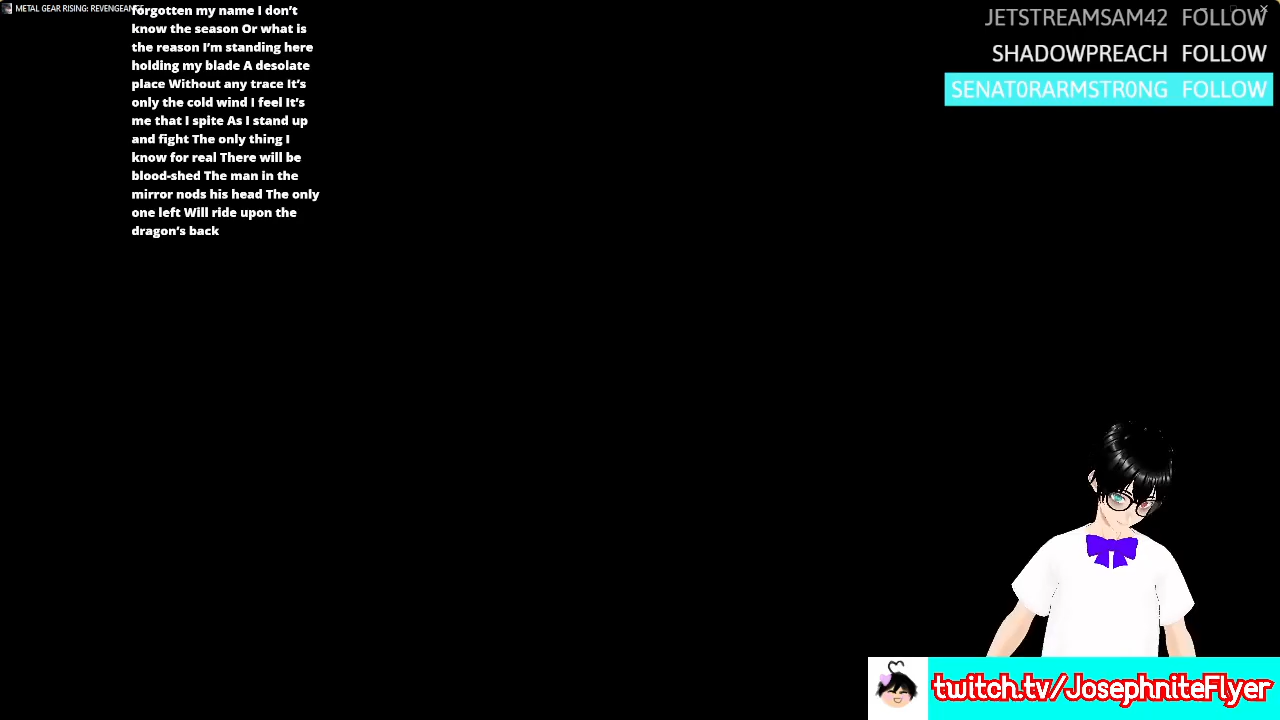 METAL GEAR RISING: REVENGEANCE
forgotten my name I don’t
know the season Or what is
the reason I’m standing here
holding my blade A desolate
place Without any trace It’s
only the cold wind I feel It’s
me that I spite As I stand up
and fight The only thing I
know for real There will be
blood-shed The man in the
mirror nods his head The only
one left Will ride upon the
dragon’s back
JETSTREAMSAM42 FOLLOW
SHADOWPREACH FOLLOW
SENAT0RARMSTR0NG FOLLOW
twitch.tv/JosephniteFlyer